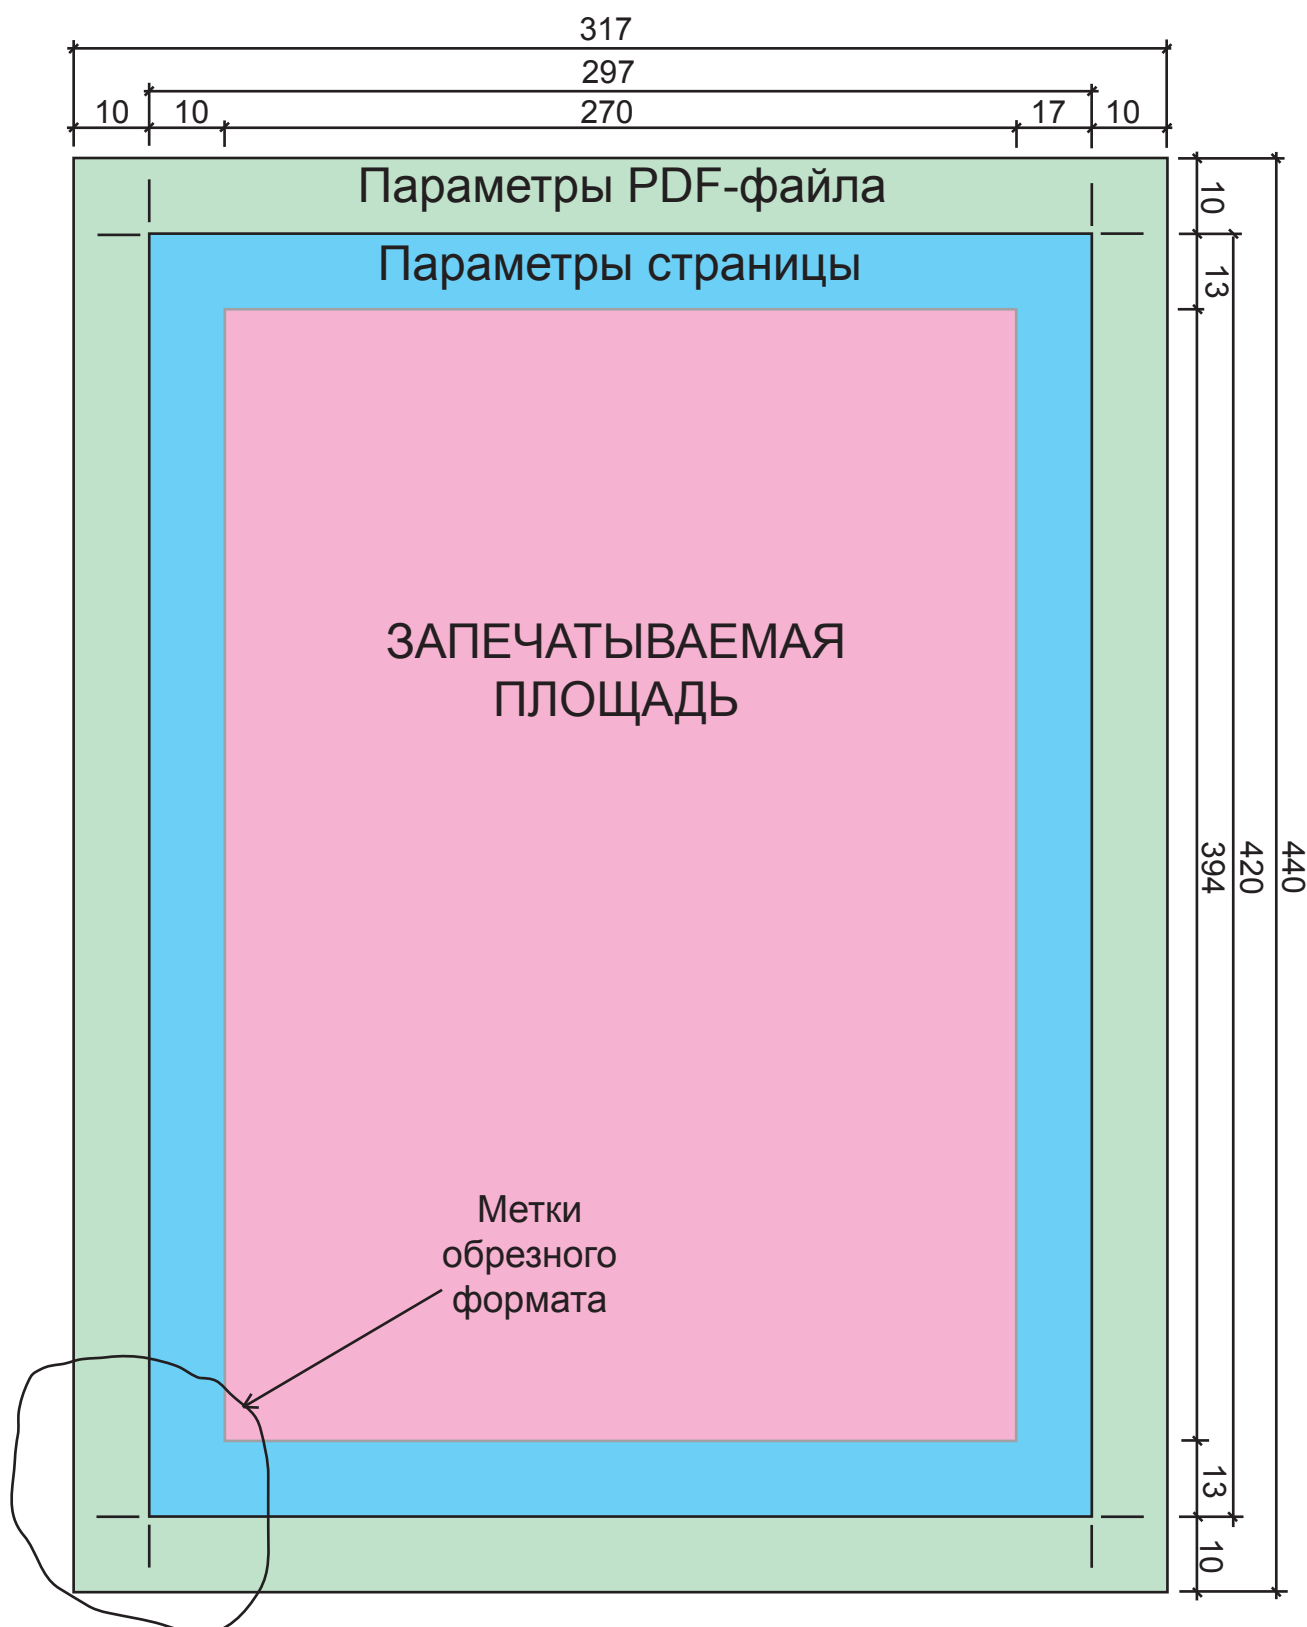 317
297
10 10 270 17 10
Параметры PDF-файла
10
Параметры страницы
13
ЗАПЕЧАТЫВАЕМАЯ
ПЛОЩАДЬ
394 420 440
Метки
обрезного
формата
13
10